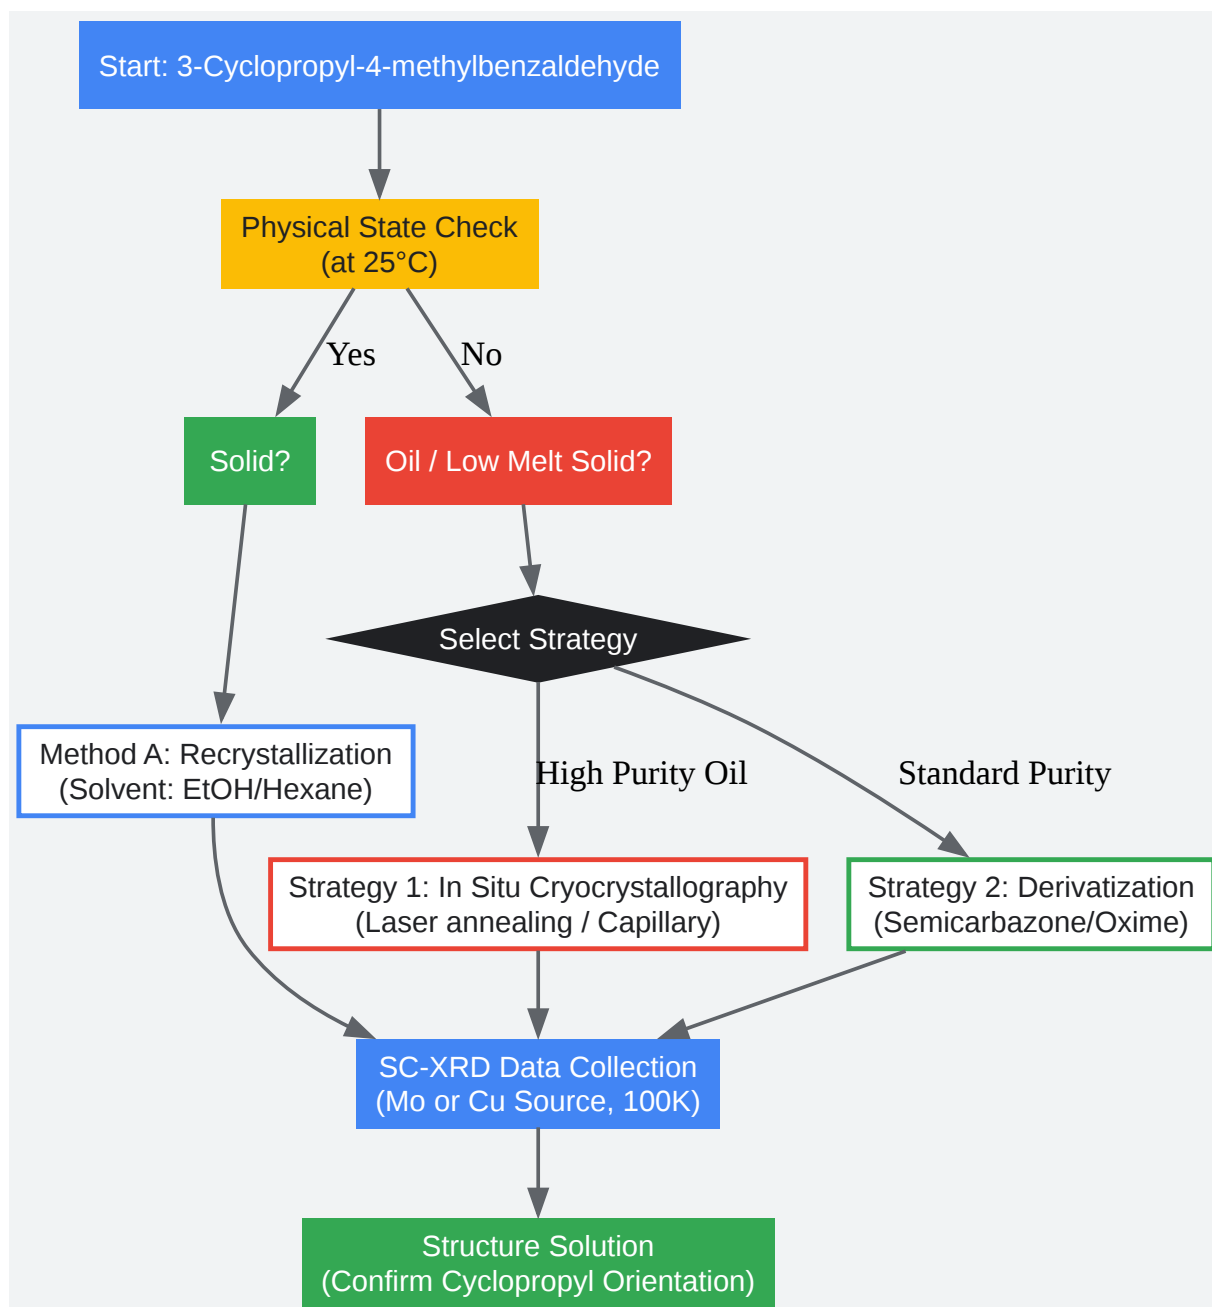 Start: 3-Cyclopropyl-4-methylbenzaldehyde
Physical State Check
(at 25°C)
Yes
No
Solid?
Oil / Low Melt Solid?
Select Strategy
Method A: Recrystallization
(Solvent: EtOH/Hexane)
High Purity Oil
Standard Purity
Strategy 1: In Situ Cryocrystallography
(Laser annealing / Capillary)
Strategy 2: Derivatization
(Semicarbazone/Oxime)
SC-XRD Data Collection
(Mo or Cu Source, 100K)
Structure Solution
(Confirm Cyclopropyl Orientation)